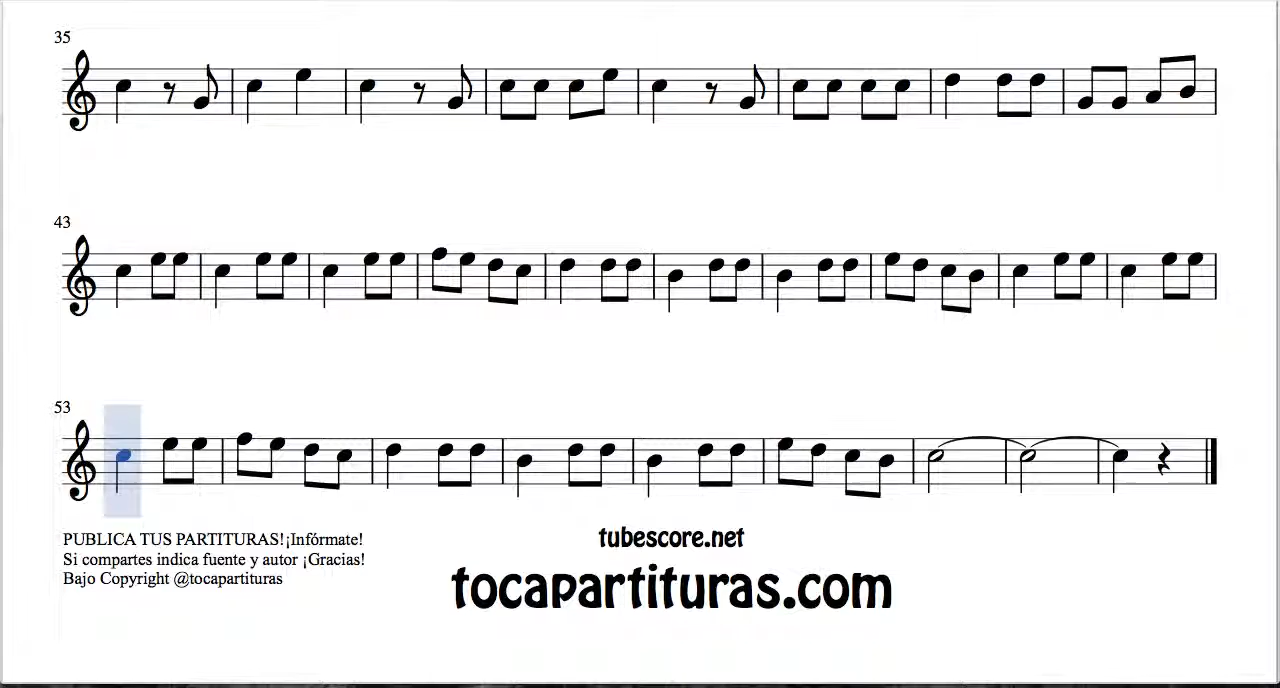 35
43
53
PUBLICA TUS PARTITURAS!¡Infórmate!
Si compartes indica fuente y autor ¡Gracias!
Bajo Copyright @tocapartituras
tubescore.net
tocapartituras.com